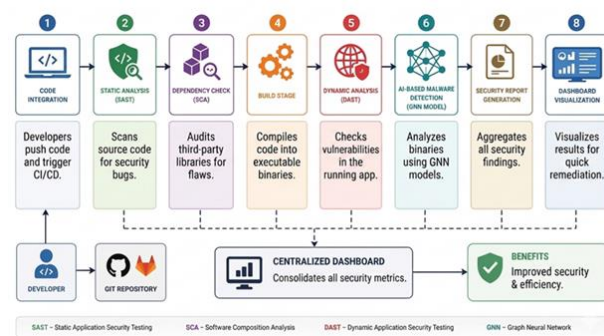 1
2
3
4
5
6
7
8
CODE
INTEGRATION
STATIC ANALYSIS
(SAST)
DEPENDENCY CHECK
(SCA)
BUILD STAGE
DYNAMIC ANALYSIS
(DAST)
AI-BASED MALWARE
DETECTION
(GNN MODELS)
SECURITY REPORT
GENERATION
DASHBOARD
VISUALIZATION
Developers
push code
and trigger
CI/CD.
Scans
source code
for security
bugs.
Audits
third-party
libraries for
flaws.
Compiles
code into
executable
binaries.
Checks
vulnerabilities
in the
running app.
Analyzes
binaries
using GNN
models.
Aggregates
all security
findings.
Visualizes
results for
quick
remediation.
DEVELOPER
GIT REPOSITORY
CENTRALIZED DASHBOARD
Consolidates all security metrics.
BENEFITS
Improved security
& efficiency.
SAST – Static Application Security Testing
SCA – Software Composition Analysis
DAST – Dynamic Application Security Testing
GNN – Graph Neural Network